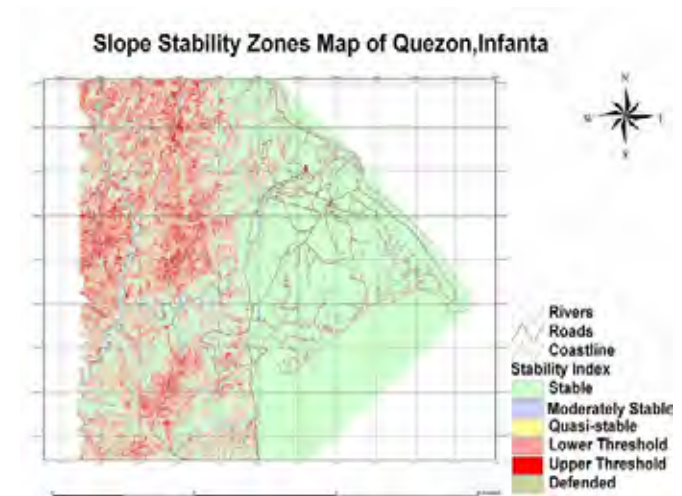 Slope Stability Zones Map of Quezon,Infanta
N
W
S
Rivers
Roads
Coastline
Stability Index
Stable
Moderately Stable
Quasi-stable
Lower Threshold
Upper Threshold
Defended